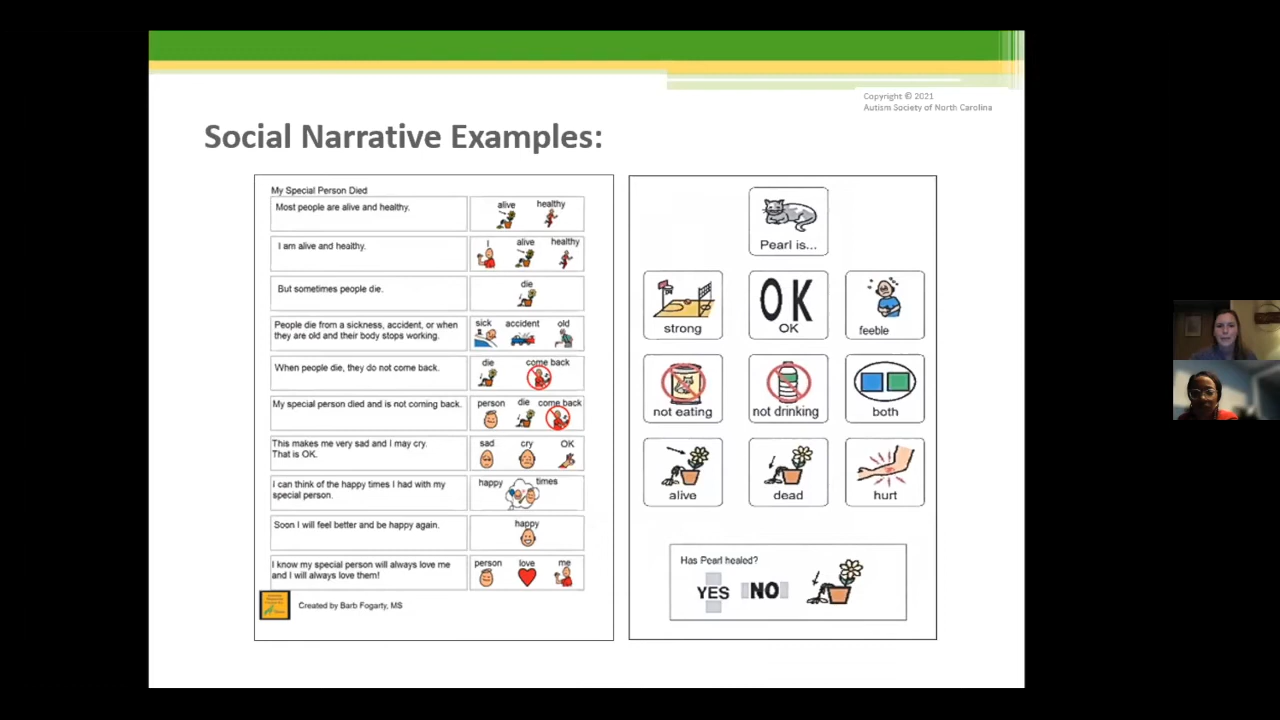 Copyright © 2021
Autism Society of North Carolina
Social Narrative Examples:
My Special Person Died
Most people are alive and healthy.
alive healthy
I am alive and healthy.
I alive healthy
But sometimes people die.
die
People die from a sickness, accident, or when
they are old and their body stops working.
sick accident old
When people die, they do not come back.
die come back
My special person died and is not coming back.
person die come back
This makes me very sad and I may cry.
That is OK.
sad cry OK
I can think of the happy times I had with my
special person.
happy times
Soon I will feel better and be happy again.
happy
I know my special person will always love me
and I will always love them!
person love me
Created by Barb Fogarty, MS
Pearl is...
strong
OK
OK
feeble
not eating
not drinking
both
alive
dead
hurt
Has Pearl healed?
YES NO